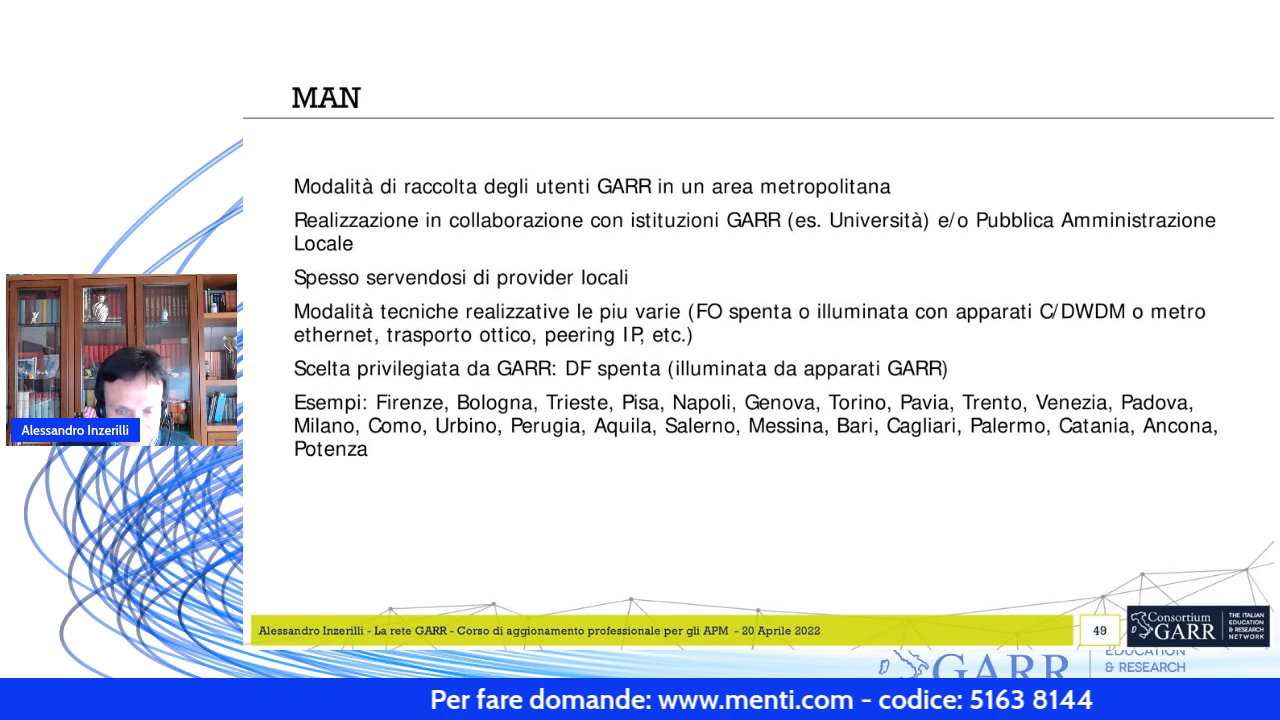 MAN
Modalità di raccolta degli utenti GARR in un area metropolitana
Realizzazione in collaborazione con istituzioni GARR (es. Università) e/o Pubblica Amministrazione
Locale
Spesso servendosi di provider locali
Modalità tecniche realizzative le piu varie (FO spenta o illuminata con apparati C/DWDM o metro
ethernet, trasporto ottico, peering IP, etc.)
Scelta privilegiata da GARR: DF spenta (illuminata da apparati GARR)
Esempi: Firenze, Bologna, Trieste, Pisa, Napoli, Genova, Torino, Pavia, Trento, Venezia, Padova,
Milano, Como, Urbino, Perugia, Aquila, Salerno, Messina, Bari, Cagliari, Palermo, Catania, Ancona,
Potenza
Alessandro Inzerilli
Alessandro Inzerilli - La rete GARR - Corso di aggionamento professionale per gli APM - 20 Aprile 2022
49
Consortium
GARR
THE ITALIAN
EDUCATION
& RESEARCH
NETWORK
GARR
EDUCATION
& RESEARCH
Per fare domande: www.menti.com - codice: 5163 8144